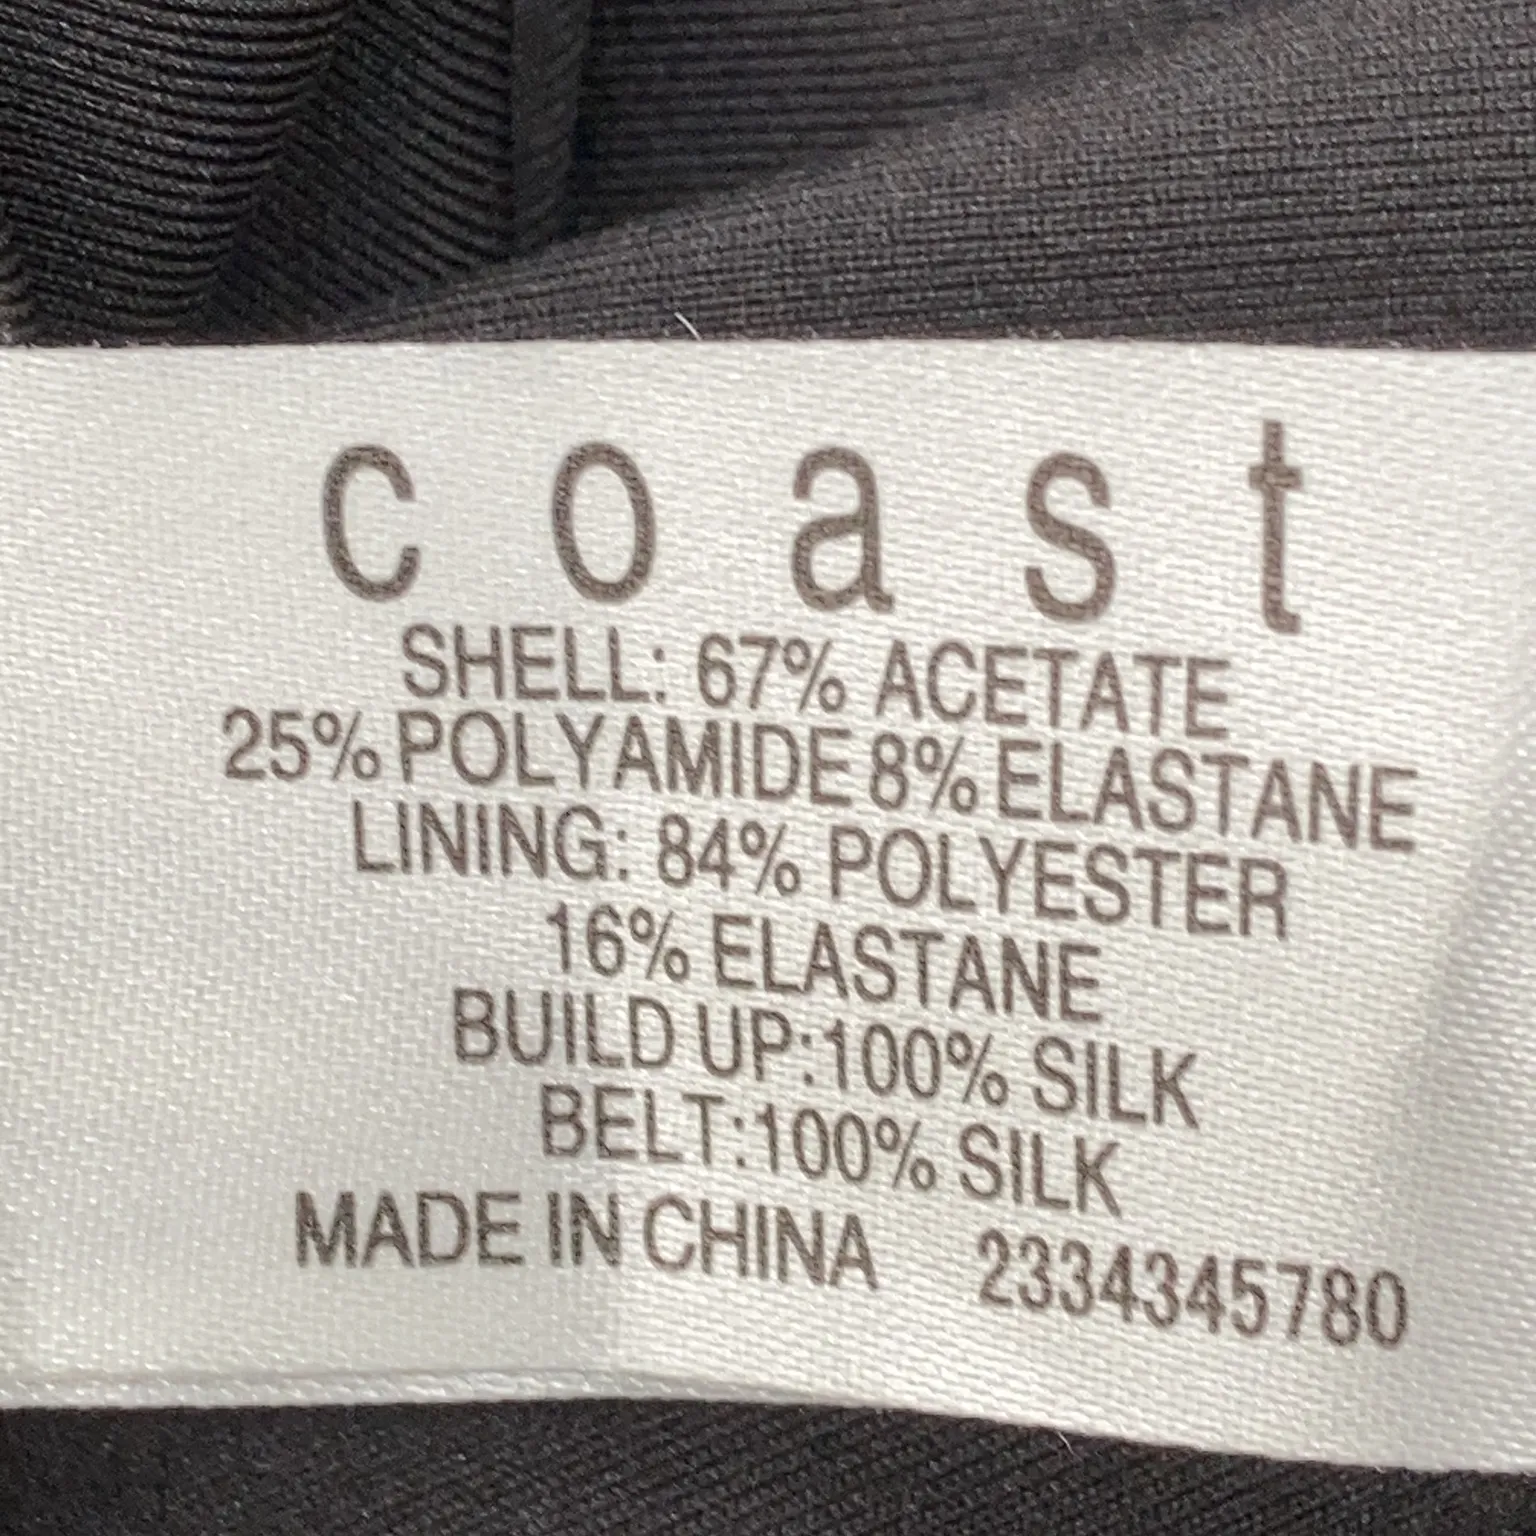 coast
SHELL: 67% ACETATE
25% POLYAMIDE 8% ELASTANE
LINING: 84% POLYESTER
16% ELASTANE
BUILD UP:100% SILK
BELT:100% SILK
MADE IN CHINA 2334345780